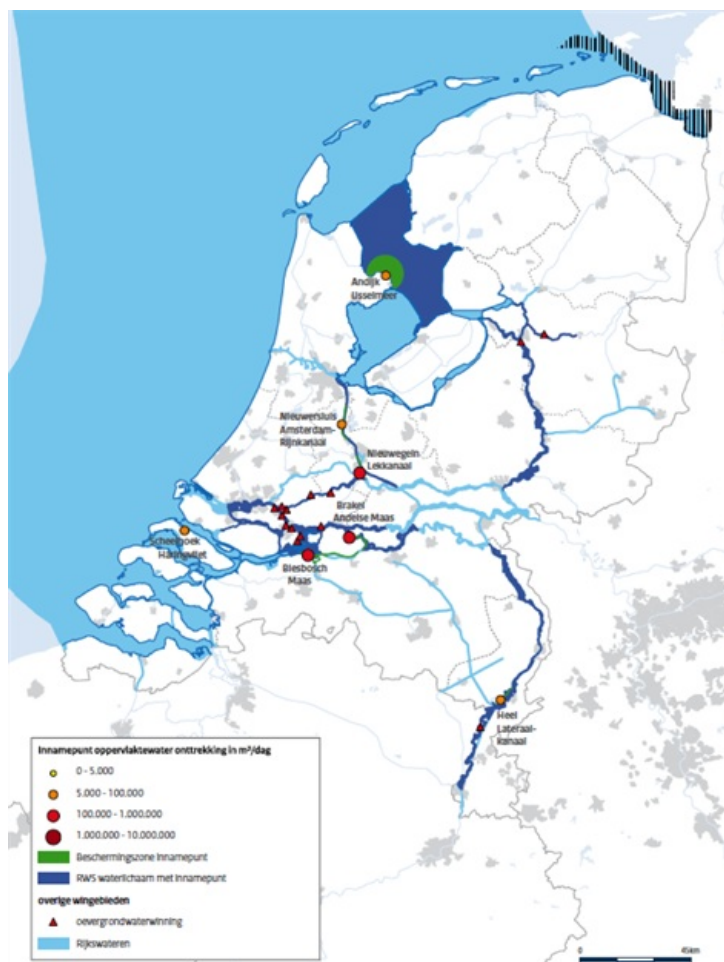 Andijk
IJsselmeer
Nieuwersluis
Amsterdam-
Rijnkanaal
Nieuwegein
Lekkanaal
Brakel
Andelse Maas
Scheelhoek
Haringvliet
Biesbosch
Maas
Heel
Lateraal-
kanaal
Innamepunt oppervlaktewater onttrekking in m³/dag
0 - 5.000
5.000 - 100.000
100.000 - 1.000.000
1.000.000 - 10.000.000
Beschermingszone Innamepunt
RWS waterlichaam met Innamepunt
overige wingebieden
oevergrondwaterwinning
Rijkswateren
0
45km